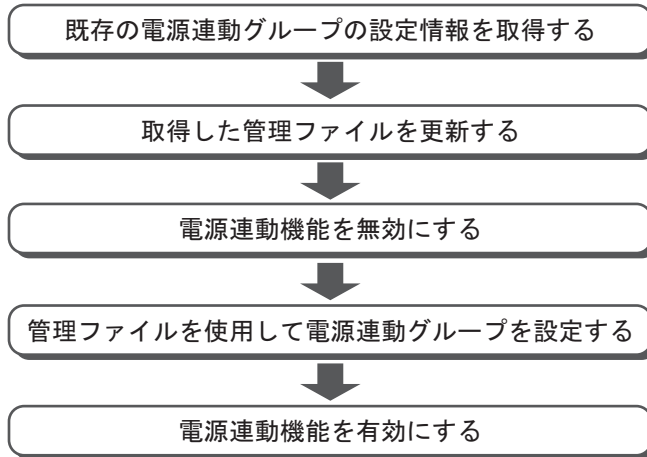 既存の電源連動グループの設定情報を取得する
取得した管理ファイルを更新する
電源連動機能を無効にする
管理ファイルを使用して電源連動グループを設定する
電源連動機能を有効にする